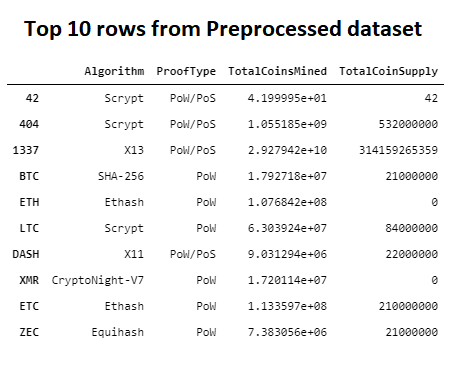 Top 10 rows from Preprocessed dataset
Algorithm ProofType TotalCoinsMined TotalCoinSupply
42 Scrypt PoW/PoS 4.199995e+01 42
404 Scrypt PoW/PoS 1.055185e+09 532000000
1337 X13 PoW/PoS 2.927942e+10 314159265359
BTC SHA-256 PoW 1.792718e+07 21000000
ETH Ethash PoW 1.076842e+08 0
LTC Scrypt PoW 6.303924e+07 84000000
DASH X11 PoW/PoS 9.031294e+06 22000000
XMR CryptoNight-V7 PoW 1.720114e+07 0
ETC Ethash PoW 1.133597e+08 210000000
ZEC Equihash PoW 7.383056e+06 21000000